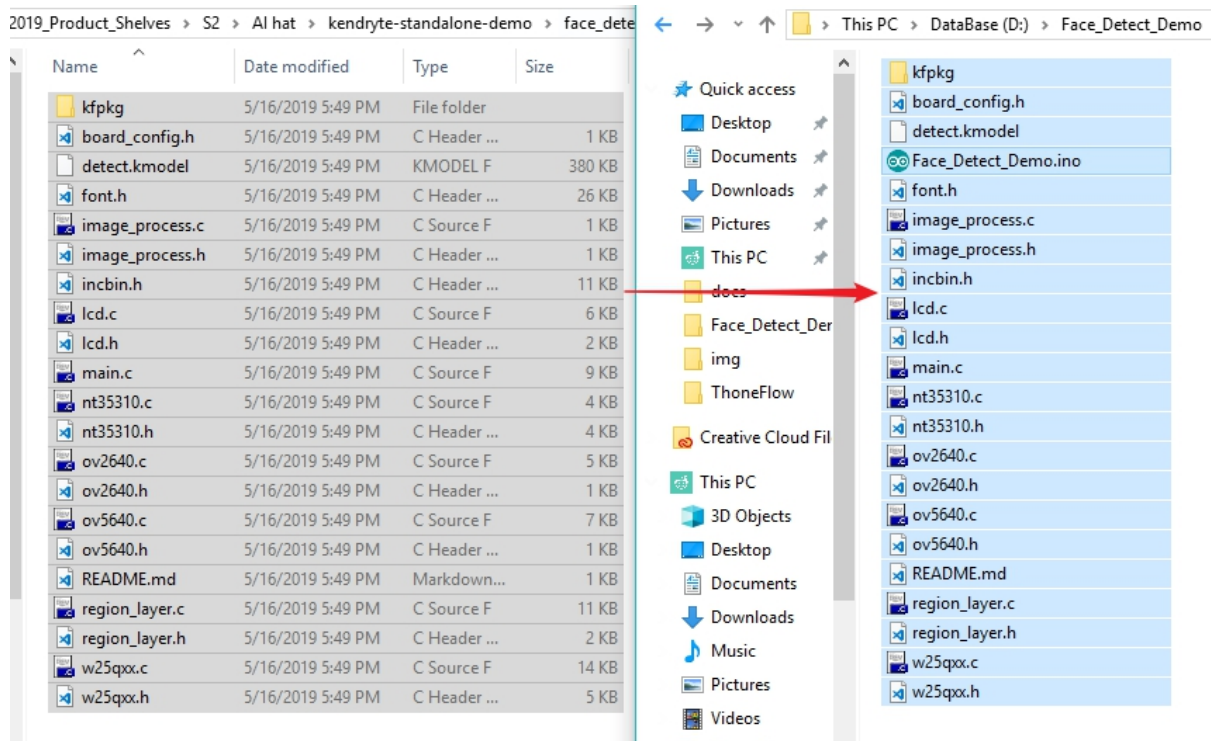 2019_Product_Shelves > S2 > AI hat > kendryte-standalone-demo > face_dete
Name Date modified Type Size
kfpkg 5/16/2019 5:49 PM File folder
board_config.h 5/16/2019 5:49 PM C Header ... 1 KB
detect.kmodel 5/16/2019 5:49 PM KMODEL F 380 KB
font.h 5/16/2019 5:49 PM C Header ... 26 KB
image_process.c 5/16/2019 5:49 PM C Source F 1 KB
image_process.h 5/16/2019 5:49 PM C Header ... 1 KB
incbin.h 5/16/2019 5:49 PM C Header ... 11 KB
lcd.c 5/16/2019 5:49 PM C Source F 6 KB
lcd.h 5/16/2019 5:49 PM C Header ... 2 KB
main.c 5/16/2019 5:49 PM C Source F 9 KB
nt35310.c 5/16/2019 5:49 PM C Source F 4 KB
nt35310.h 5/16/2019 5:49 PM C Header ... 4 KB
ov2640.c 5/16/2019 5:49 PM C Source F 5 KB
ov2640.h 5/16/2019 5:49 PM C Header ... 1 KB
ov5640.c 5/16/2019 5:49 PM C Source F 7 KB
ov5640.h 5/16/2019 5:49 PM C Header ... 1 KB
README.md 5/16/2019 5:49 PM Markdown... 1 KB
region_layer.c 5/16/2019 5:49 PM C Source F 11 KB
region_layer.h 5/16/2019 5:49 PM C Header ... 2 KB
w25qxx.c 5/16/2019 5:49 PM C Source F 14 KB
w25qxx.h 5/16/2019 5:49 PM C Header ... 5 KB
> This PC > DataBase (D:) > Face_Detect_Demo
Quick access
Desktop
Documents
Downloads
Pictures
This PC
docs
Face_Detect_Der
img
ThoneFlow
Creative Cloud Fil
This PC
3D Objects
Desktop
Documents
Downloads
Music
Pictures
Videos
kfpkg
board_config.h
detect.kmodel
Face_Detect_Demo.ino
font.h
image_process.c
image_process.h
incbin.h
lcd.c
lcd.h
main.c
nt35310.c
nt35310.h
ov2640.c
ov2640.h
ov5640.c
ov5640.h
README.md
region_layer.c
region_layer.h
w25qxx.c
w25qxx.h